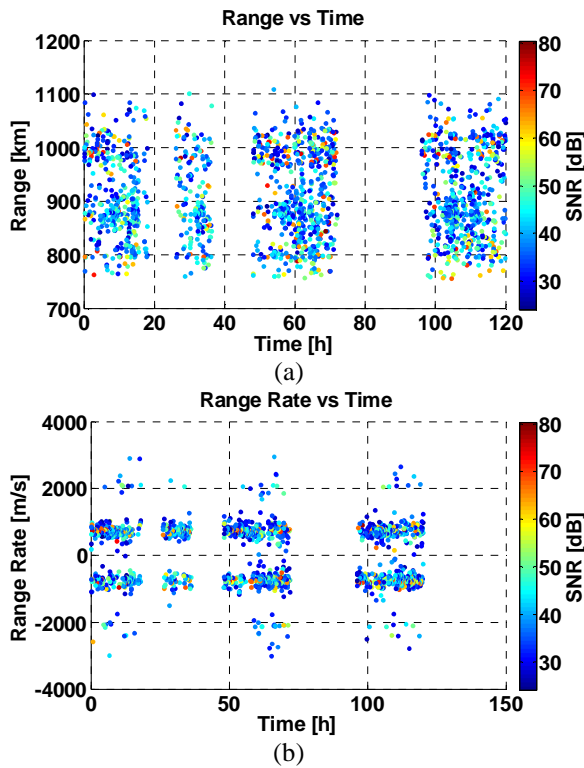 Range vs Time
Range [km]
1200
1100
1000
900
800
700
0 20 40 60 80 100 120
Time [h]
80
70
60
50
40
30
SNR [dB]
(a)
Range Rate vs Time
Range Rate [m/s]
4000
2000
0
-2000
-4000
0 50 100 150
Time [h]
80
70
60
50
40
30
SNR [dB]
(b)